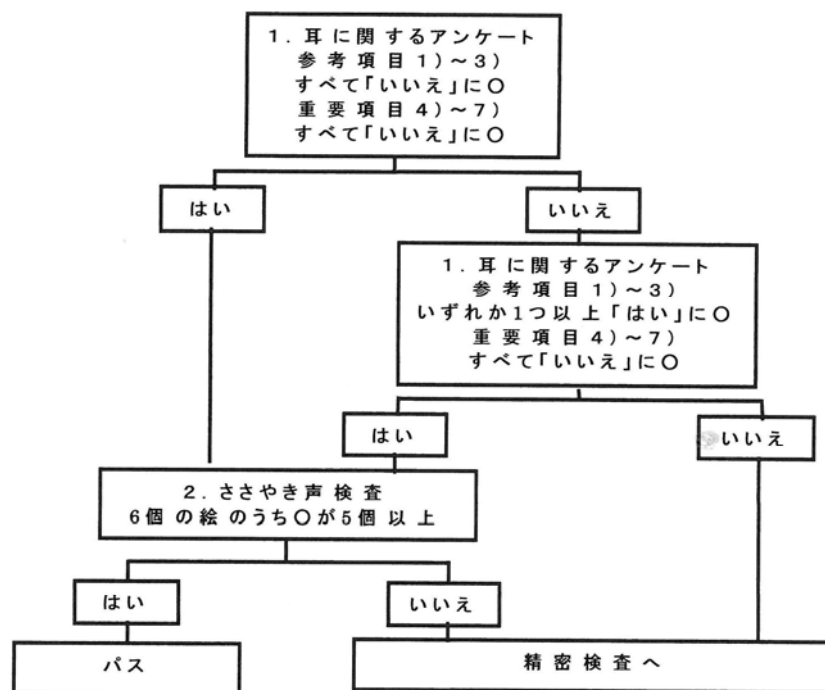 1. 耳に関するアンケート
参考項目1)～3)
すべて「いいえ」に〇
重要項目4)～7)
すべて「いいえ」に〇
はい
いいえ
1. 耳に関するアンケート
参考項目1)～3)
いずれか1つ以上「はい」に〇
重要項目4)～7)
すべて「いいえ」に〇
はい
いいえ
2. ささやき声検査
6個の絵のうち〇が5個以上
はい
いいえ
パス
精密検査へ